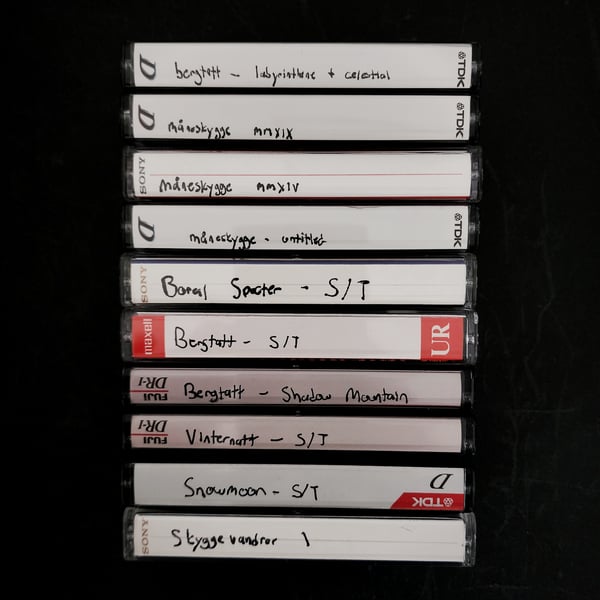 D bergtatt - labyrinthine + celestial TDK
D måneskygge mmXIX TDK
SONY måneskygge mmXIV
D måneskygge - untitled TDK
SONY Boreal Specter - S/T
maxell Bergtatt - S/T UR
FUJI DR-I Bergtatt - Shadow Mountain
FUJI DR-I Vinternatt - S/T
Snowmoon - S/T D TDK
SONY Skyggevandrer 1